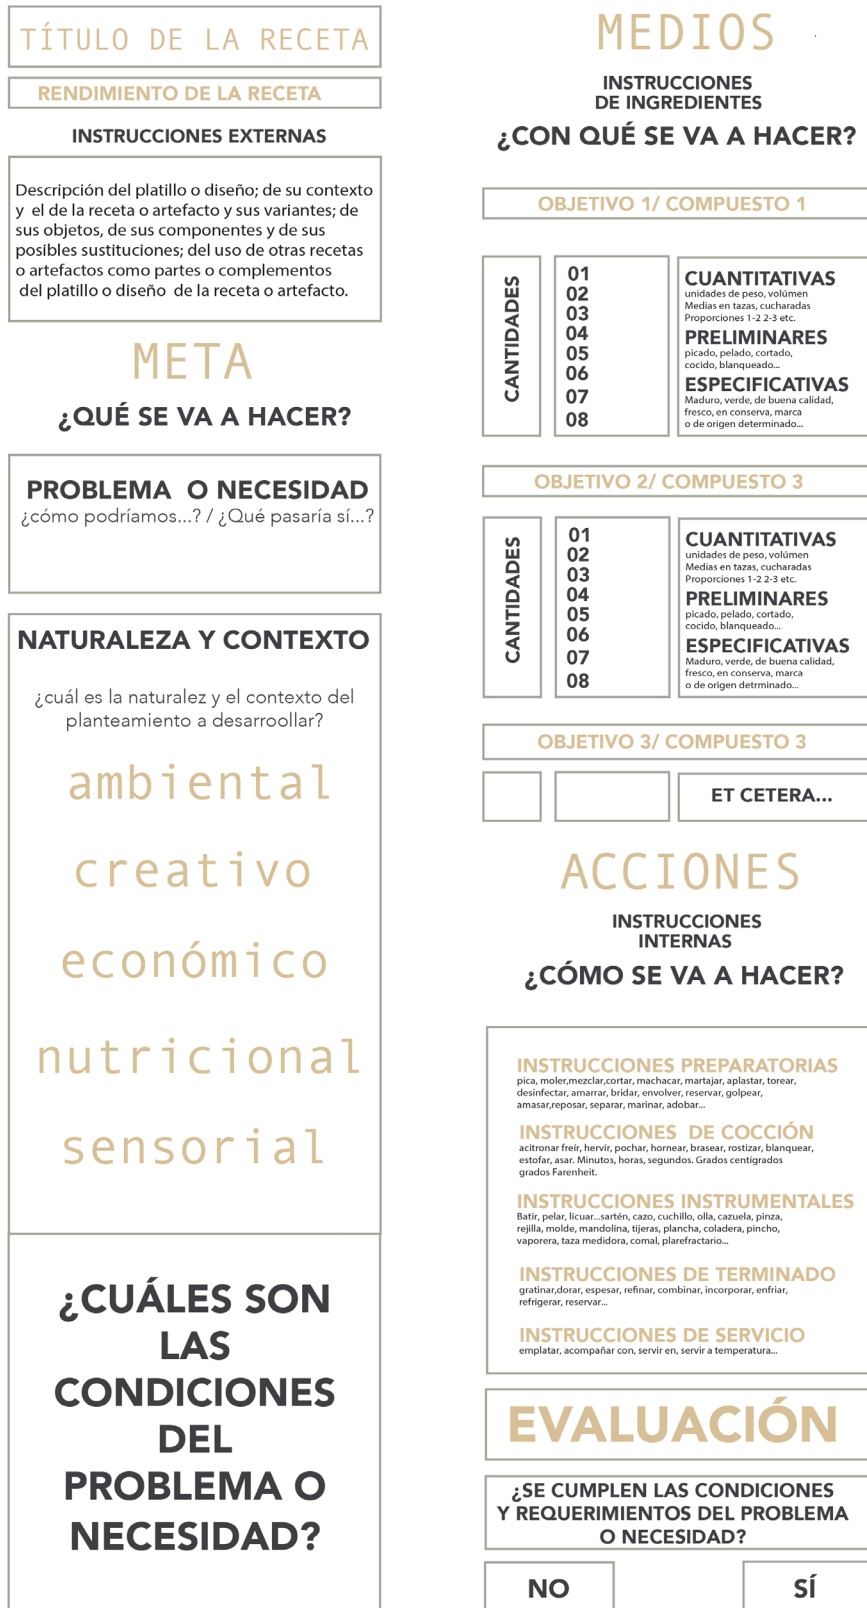 TÍTULO DE LA RECETA
RENDIMIENTO DE LA RECETA
INSTRUCCIONES EXTERNAS
Descripción del platillo o diseño; de su contexto
y el de la receta o artefacto y sus variantes; de
sus objetos, de sus componentes y de sus
posibles sustituciones; del uso de otras recetas
o artefactos como partes o complementos
del platillo o diseño de la receta o artefacto.
META
¿QUÉ SE VA A HACER?
PROBLEMA O NECESIDAD
¿cómo podríamos...? / ¿Qué pasaría sí...?
NATURALEZA Y CONTEXTO
¿cuál es la naturalez y el contexto del
planteamiento a desarroollar?
ambiental
creativo
económico
nutricional
sensorial
¿CUÁLES SON
LAS
CONDICIONES
DEL
PROBLEMA O
NECESIDAD?
MEDIOS
INSTRUCCIONES
DE INGREDIENTES
¿CON QUÉ SE VA A HACER?
OBJETIVO 1/ COMPUESTO 1
CANTIDADES
01
02
03
04
05
06
07
08
CUANTITATIVAS
unidades de peso, volúmen
Medias en tazas, cucharadas
Proporciones 1-2 2-3 etc.
PRELIMINARES
picado, pelado, cortado,
cocido, blanqueado...
ESPECIFICATIVAS
Maduro, verde, de buena calidad,
fresco, en conserva, marca
o de origen determinado...
OBJETIVO 2/ COMPUESTO 3
CANTIDADES
01
02
03
04
05
06
07
08
CUANTITATIVAS
unidades de peso, volúmen
Medias en tazas, cucharadas
Proporciones 1-2 2-3 etc.
PRELIMINARES
picado, pelado, cortado,
cocido, blanqueado...
ESPECIFICATIVAS
Maduro, verde, de buena calidad,
fresco, en conserva, marca
o de origen detrminado...
OBJETIVO 3/ COMPUESTO 3
ET CETERA...
ACCIONES
INSTRUCCIONES
INTERNAS
¿CÓMO SE VA A HACER?
INSTRUCCIONES PREPARATORIAS
pica, moler,mezclar,cortar, machacar, martajar, aplastar, torear,
desinfectar, amarrar, bridar, envolver, reservar, golpear,
amasar,reposar, separar, marinar, adobar...
INSTRUCCIONES DE COCCIÓN
acitronar freír, hervir, pochar, hornear, brasear, rostizar, blanquear,
estofar, asar. Minutos, horas, segundos. Grados centígrados
grados Farenheit.
INSTRUCCIONES INSTRUMENTALES
Batir, pelar, licuar...sartén, cazo, cuchillo, olla, cazuela, pinza,
rejilla, molde, mandolina, tijeras, plancha, coladera, pincho,
vaporera, taza medidora, comal, plarefractario...
INSTRUCCIONES DE TERMINADO
gratinar,dorar, espesar, refinar, combinar, incorporar, enfriar,
refrigerar, reservar...
INSTRUCCIONES DE SERVICIO
emplatar, acompañar con, servir en, servir a temperatura...
EVALUACIÓN
¿SE CUMPLEN LAS CONDICIONES
Y REQUERIMIENTOS DEL PROBLEMA
O NECESIDAD?
NO
SÍ